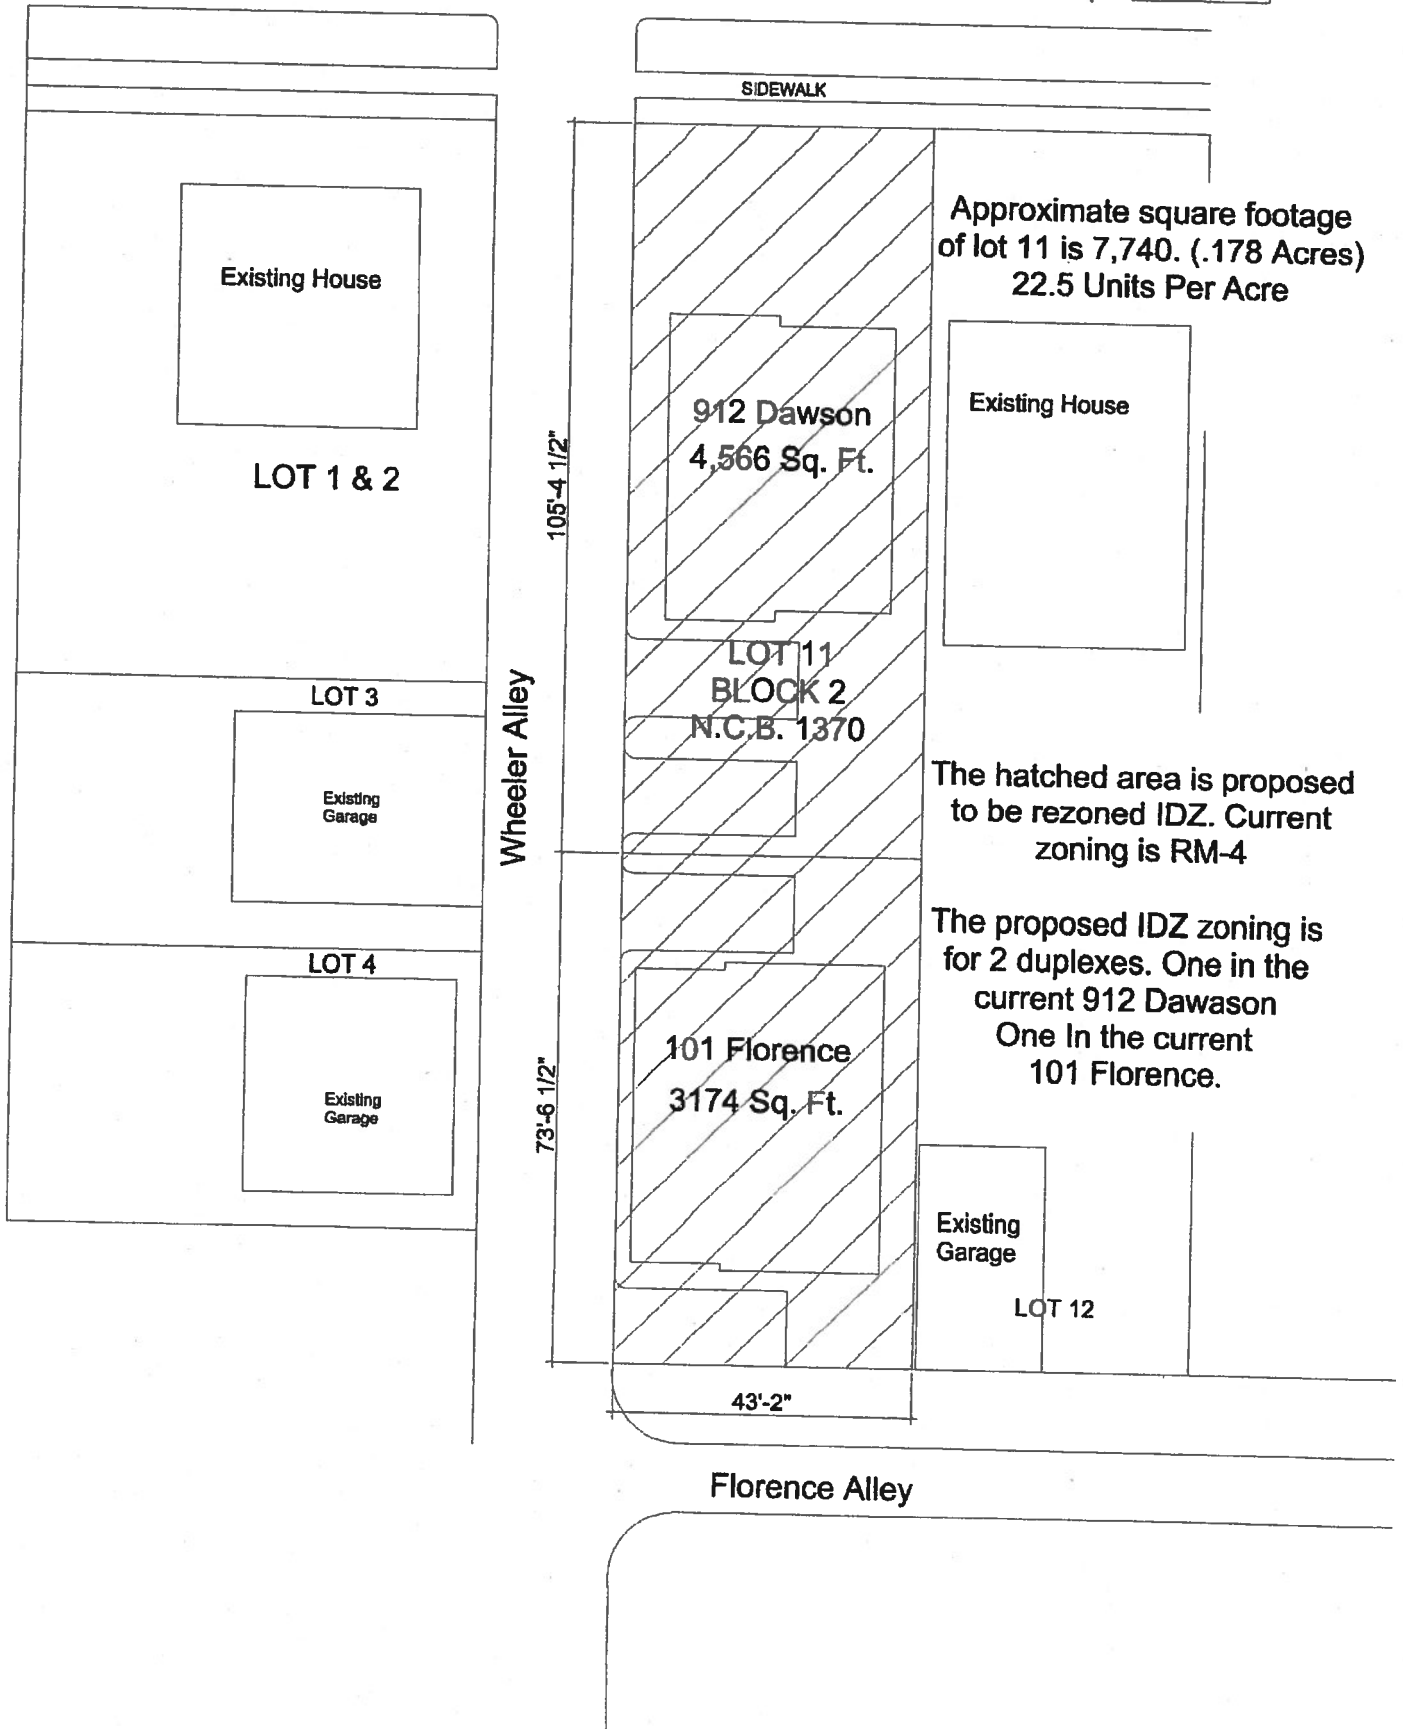 SIDEWALK
Approximate square footage
of lot 11 is 7,740. (.178 Acres)
22.5 Units Per Acre
Existing House
LOT 1 & 2
912 Dawson
4,566 Sq. Ft.
Existing House
105'-4 1/2"
LOT 11
BLOCK 2
N.C.B. 1370
LOT 3
Existing
Garage
Wheeler Alley
The hatched area is proposed
to be rezoned IDZ. Current
zoning is RM-4
The proposed IDZ zoning is
for 2 duplexes. One in the
current 912 Dawason
One In the current
101 Florence.
LOT 4
Existing
Garage
101 Florence
3174 Sq. Ft.
73'-6 1/2"
Existing
Garage
LOT 12
43'-2"
Florence Alley